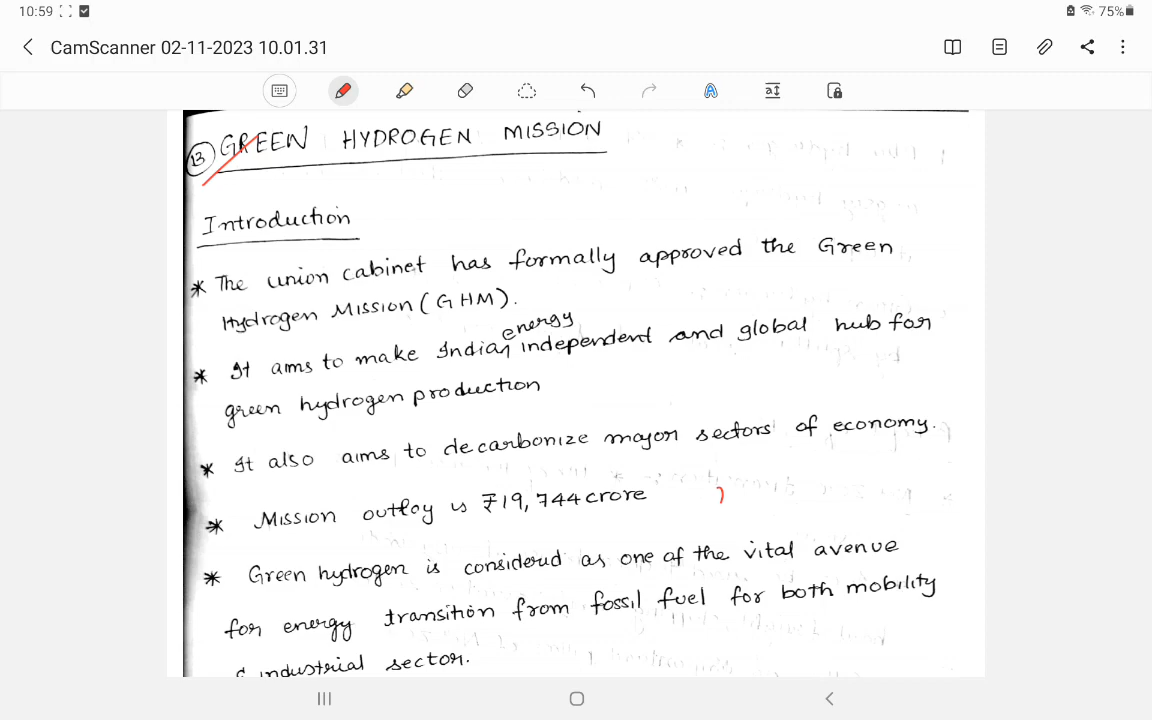 10:59
75%
CamScanner 02-11-2023 10.01.31
13 GREEN HYDROGEN MISSION
Introduction
* The union cabinet has formally approved the Green
Hydrogen Mission (GHM).
energy
* It aims to make India independent and global hub for
green hydrogen production
* It also aims to decarbonize major sectors of economy.
* Mission outlay is ₹19,744 crore
* Green hydrogen is considered as one of the vital avenue
for energy transition from fossil fuel for both mobility
& industrial sector.